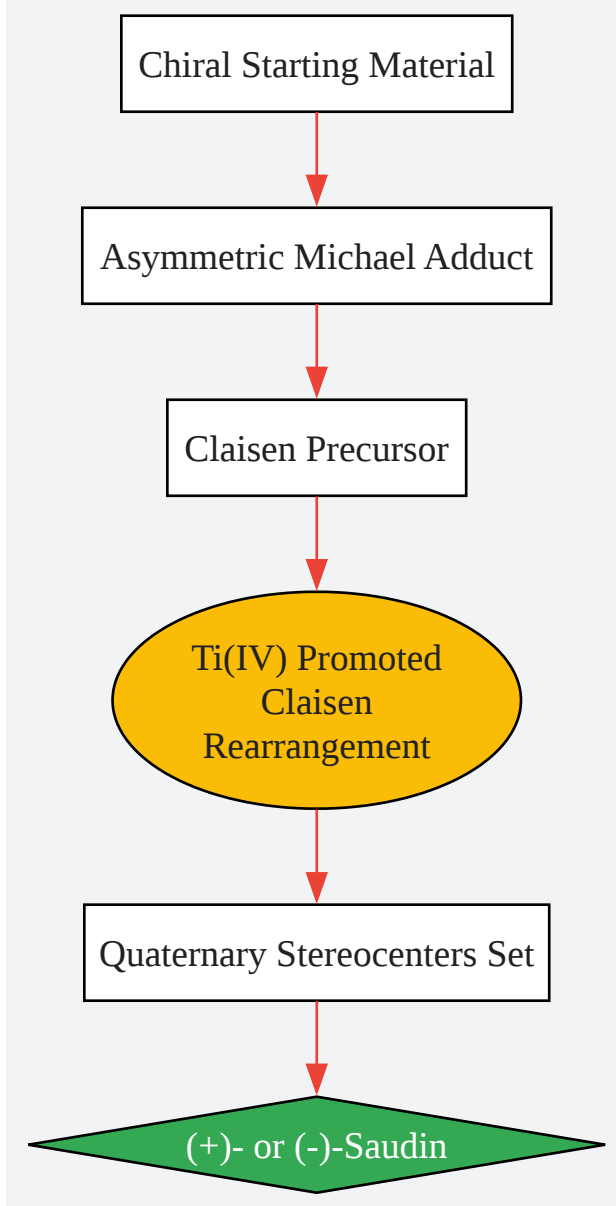 Chiral Starting Material
Asymmetric Michael Adduct
Claisen Precursor
Ti(IV) Promoted
Claisen
Rearrangement
Quaternary Stereocenters Set
(+)- or (-)-Saudin